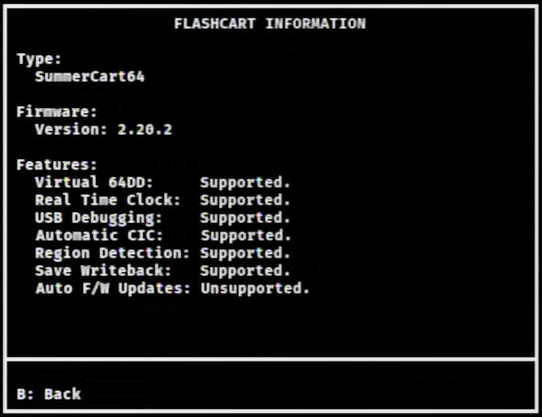 FLASHCART INFORMATION
Type:
SummerCart64
Firmware:
Version: 2.20.2
Features:
Virtual 64DD: Supported.
Real Time Clock: Supported.
USB Debugging: Supported.
Automatic CIC: Supported.
Region Detection: Supported.
Save Writeback: Supported.
Auto F/W Updates: Unsupported.
B: Back